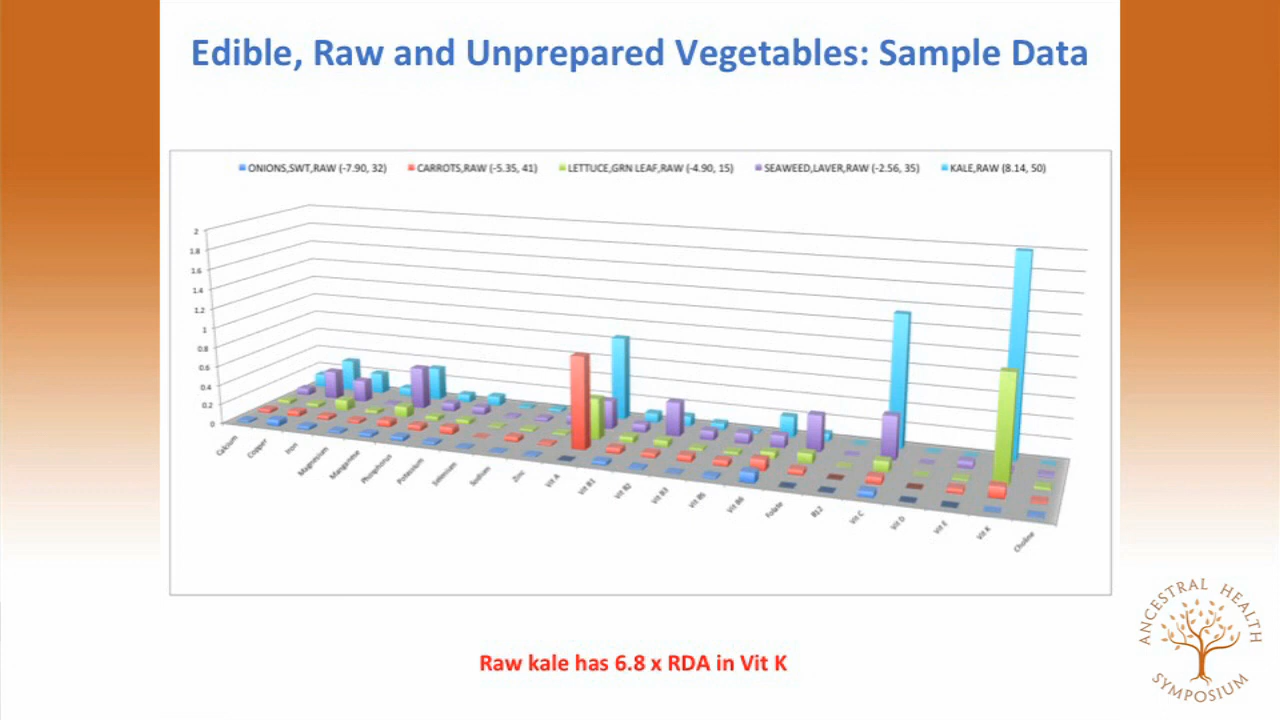 Edible, Raw and Unprepared Vegetables: Sample Data
ONIONS,SWT,RAW (-7.90, 32) CARROTS,RAW (-5.35, 41) LETTUCE,GRN LEAF,RAW (-4.90, 15) SEAWEED,LAVER,RAW (-2.56, 35) KALE,RAW (8.14, 50)
2
1.8
1.6
1.4
1.2
1
0.8
0.6
0.4
0.2
0
Calcium
Copper
Iron
Magnesium
Manganese
Phosphorus
Potassium
Selenium
Sodium
Zinc
Vit A
Vit B1
Vit B2
Vit B3
Vit B5
Vit B6
Folate
B12
Vit C
Vit D
Vit E
Vit K
Choline
Raw kale has 6.8 x RDA in Vit K
ANCESTRAL HEALTH
SYMPOSIUM